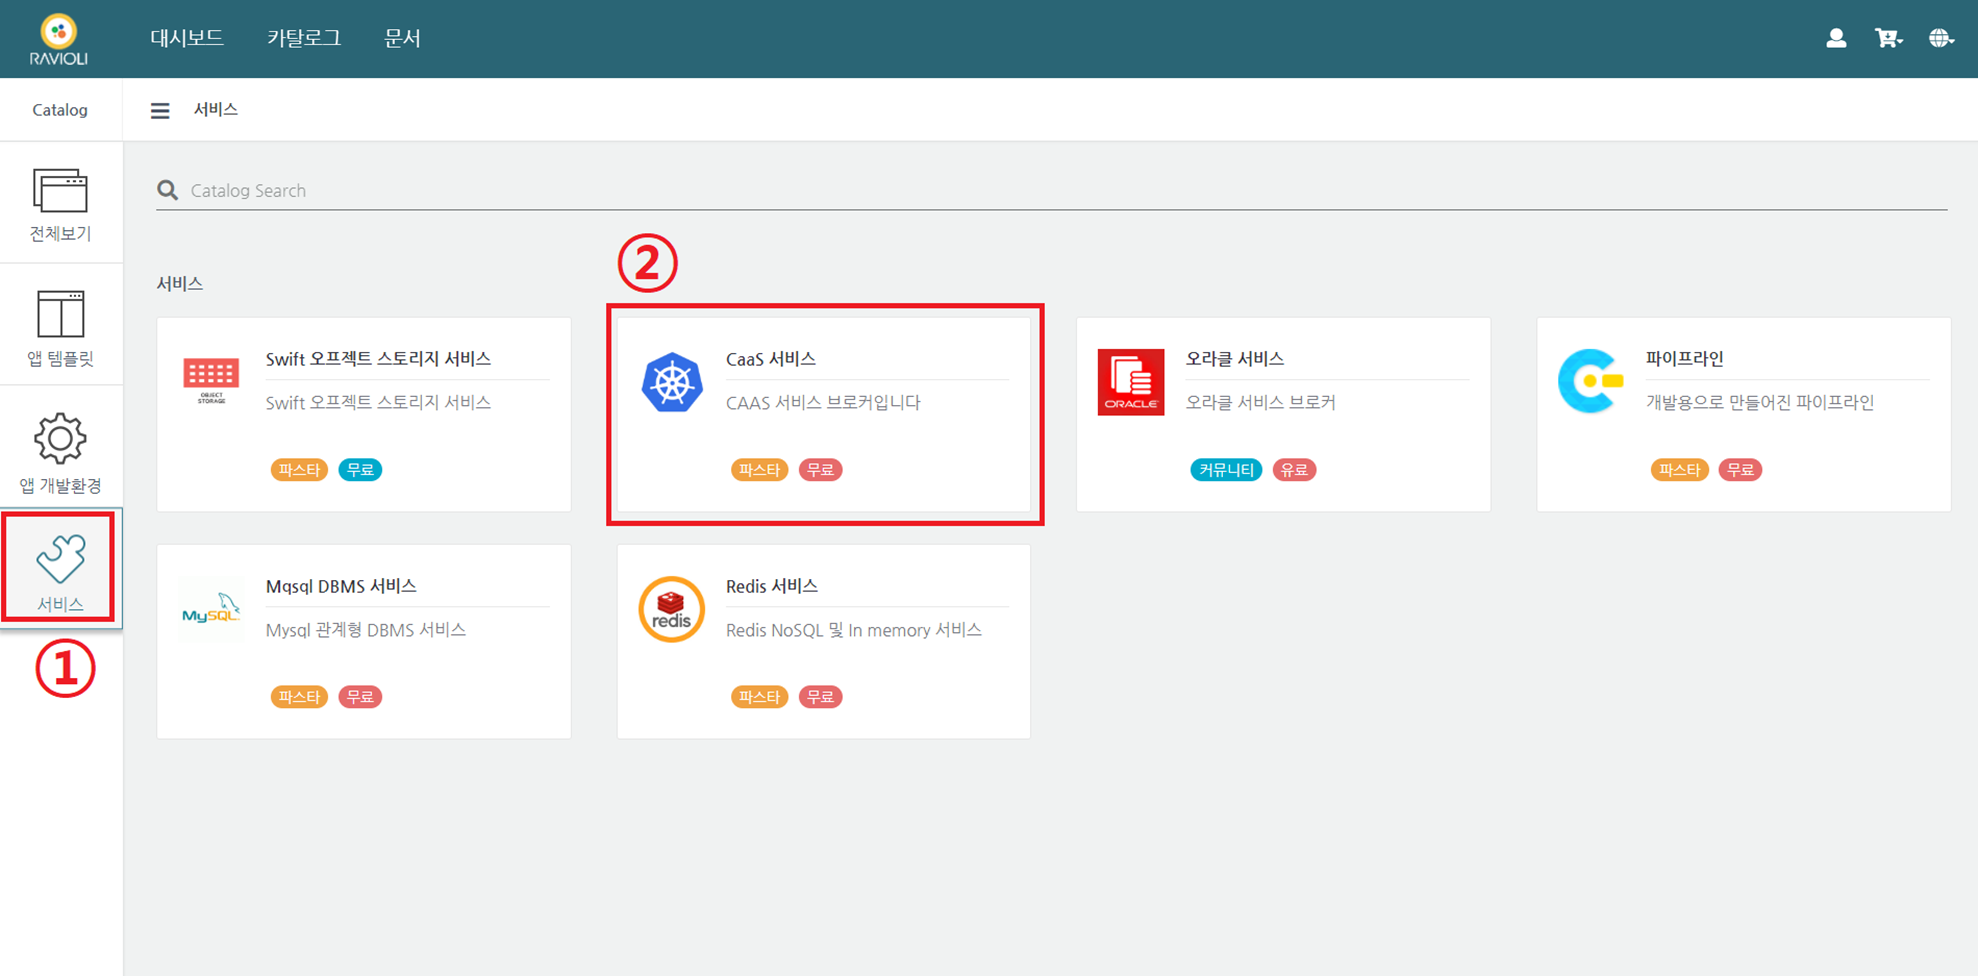 RAVIOLI
대시보드 카탈로그 문서
Catalog
서비스
Catalog Search
전체보기
앱 템플릿
앱 개발환경
서비스
①
서비스
②
OBJECT
STORAGE
Swift 오프젝트 스토리지 서비스
Swift 오프젝트 스토리지 서비스
파스타 무료
CaaS 서비스
CAAS 서비스 브로커입니다
파스타 무료
ORACLE
오라클 서비스
오라클 서비스 브로커
커뮤니티 유료
파이프라인
개발용으로 만들어진 파이프라인
파스타 무료
MySQL
Mqsql DBMS 서비스
Mysql 관계형 DBMS 서비스
파스타 무료
redis
Redis 서비스
Redis NoSQL 및 In memory 서비스
파스타 무료